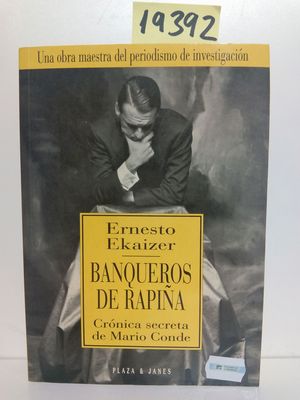 19392
Una obra maestra del periodismo de investigación
Ernesto
Ekaizer
BANQUEROS
DE RAPIÑA
Crónica secreta
de Mario Conde
PLAZA & JANES